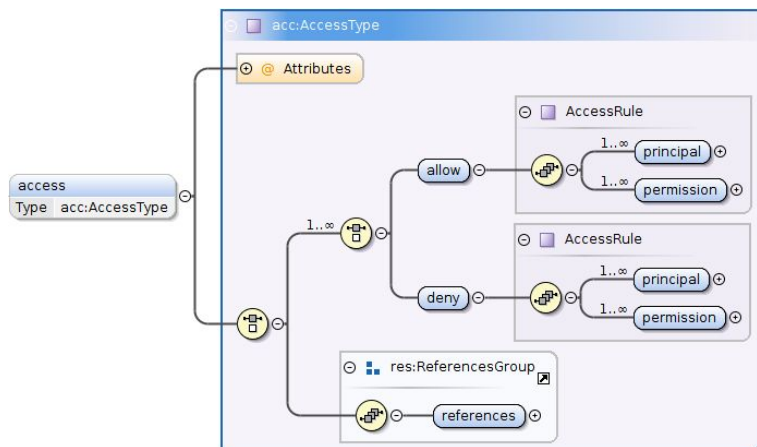 acc:AccessType
@ Attributes
AccessRule
1..∞ principal
allow
1..∞ permission
access
Type acc:AccessType
1..∞
AccessRule
1..∞ principal
deny
1..∞ permission
res:ReferencesGroup
references